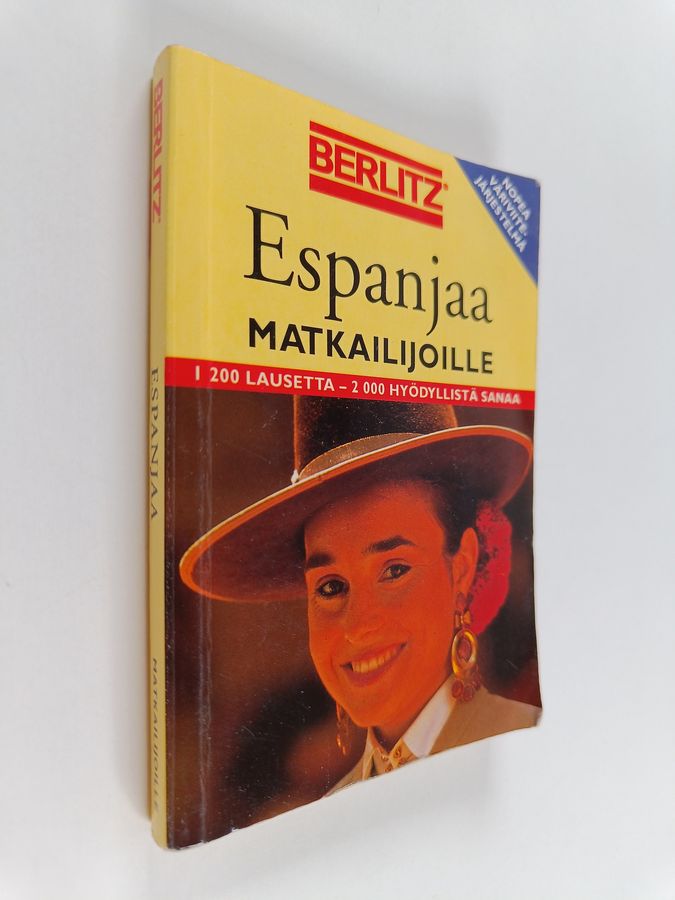 BERLITZ®
NOPEA
VÄRIVIITE-
JÄRJESTELMÄ
Espanjaa
MATKAILIJOILLE
1 200 LAUSETTA – 2 000 HYÖDYLLISTÄ SANAA
BERLITZ
ESPANJAA
MATKAILIJOILLE